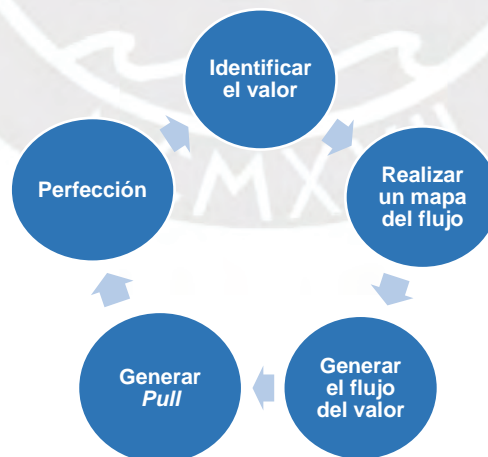 Identificar
el valor
Realizar
un mapa
del flujo
Generar
el flujo
del valor
Generar
Pull
Perfección